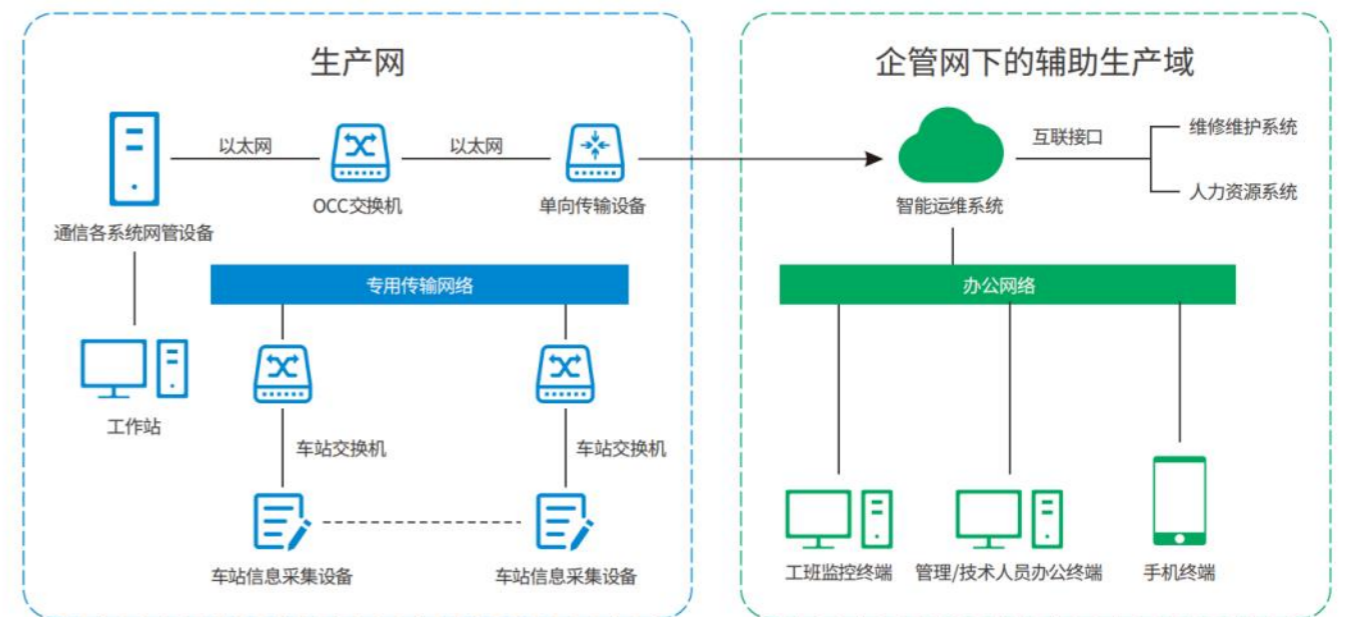 生产网
以太网
以太网
OCC交换机
单向传输设备
通信各系统网管设备
专用传输网络
工作站
车站交换机
车站交换机
车站信息采集设备
车站信息采集设备
企管网下的辅助生产域
互联接口
维修维护系统
人力资源系统
智能运维系统
办公网络
工班监控终端
管理/技术人员办公终端
手机终端